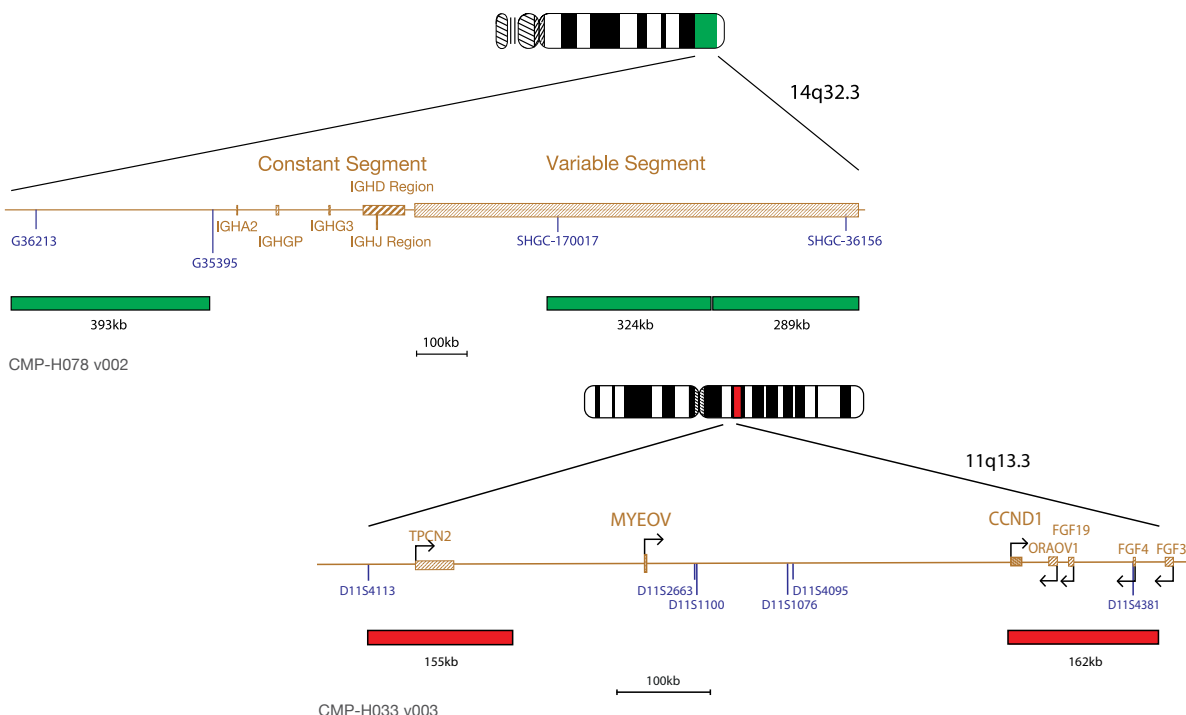 14q32.3
Constant Segment
Variable Segment
IGHD Region
IGHA2
IGHGP
IGHG3
IGHJ Region
G36213
G35395
SHGC-170017
SHGC-36156
393kb
324kb
289kb
100kb
CMP-H078 v002
11q13.3
TPCN2
MYEOV
CCND1
FGF19
ORAOV1
FGF4
FGF3
D11S4113
D11S2663
D11S1100
D11S4095
D11S1076
D11S4381
155kb
162kb
100kb
CMP-H033 v003